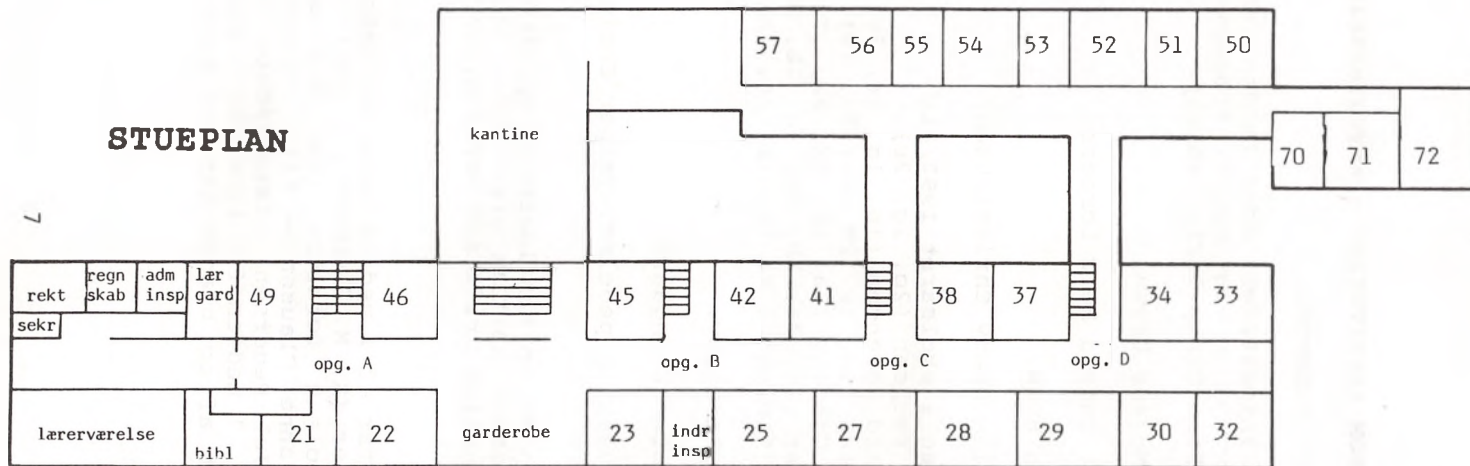 57 56 55 54 53 52 51 50
STUEPLAN
kantine
70 71 72
7
rekt
regn
skab
adm
insp
lær
gard
49 46 45 42 41 38 37 34 33
sekr
opg. A opg. B opg. C opg. D
lærerværelse
bibl
21 22
garderobe
23
indr
insp
25 27 28 29 30 32